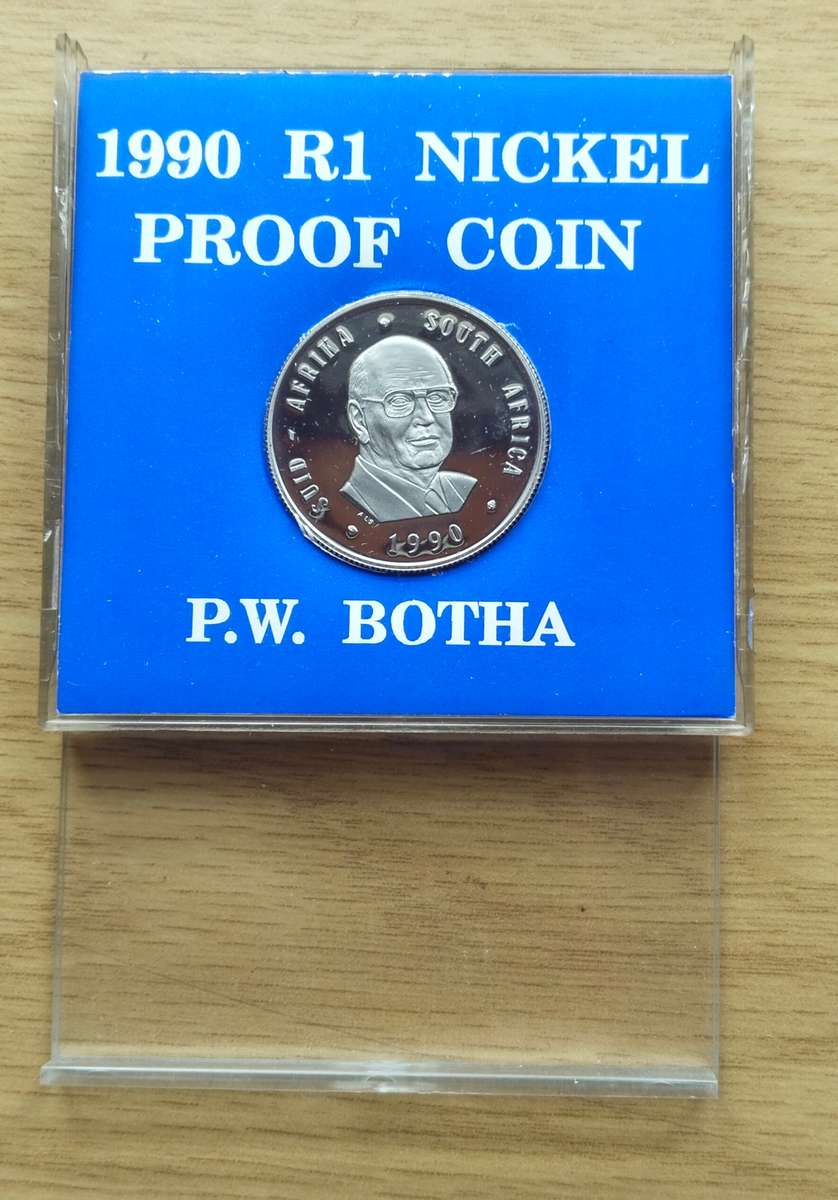 1990 R1 NICKEL
PROOF COIN
SUID - AFRIKA • SOUTH AFRICA
1990
P.W. BOTHA